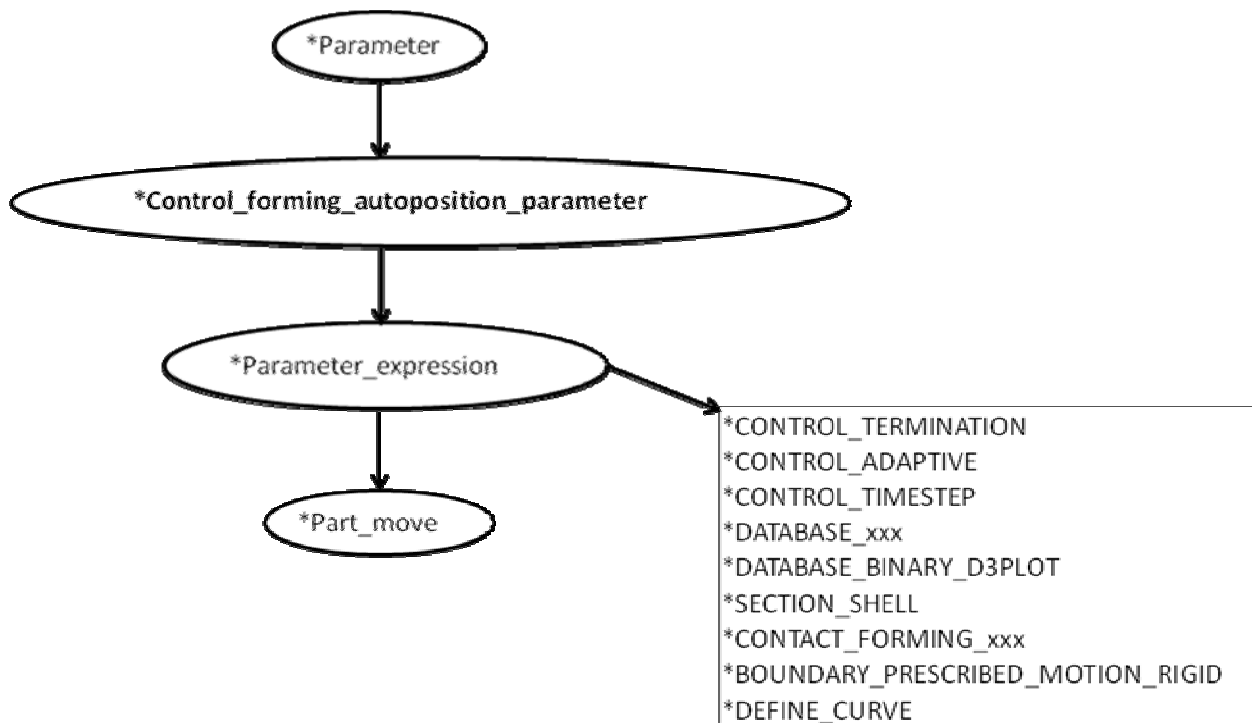 *Parameter
*Control_forming_autoposition_parameter
*Parameter_expression
*Part_move
*CONTROL_TERMINATION
*CONTROL_ADAPTIVE
*CONTROL_TIMESTEP
*DATABASE_xxx
*DATABASE_BINARY_D3PLOT
*SECTION_SHELL
*CONTACT_FORMING_xxx
*BOUNDARY_PRESCRIBED_MOTION_RIGID
*DEFINE_CURVE